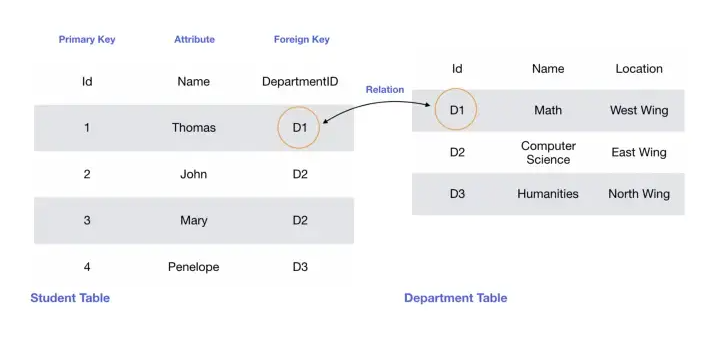 Primary Key Attribute Foreign Key
Id Name DepartmentID
1 Thomas D1
2 John D2
3 Mary D2
4 Penelope D3
Student Table
Relation
Id Name Location
D1 Math West Wing
D2 Computer Science East Wing
D3 Humanities North Wing
Department Table